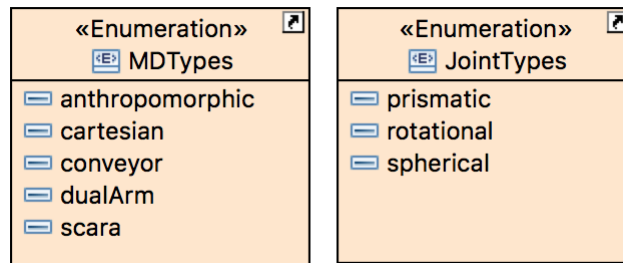 «Enumeration»
<E> MDTypes
anthropomorphic
cartesian
conveyor
dualArm
scara
«Enumeration»
<E> JointTypes
prismatic
rotational
spherical